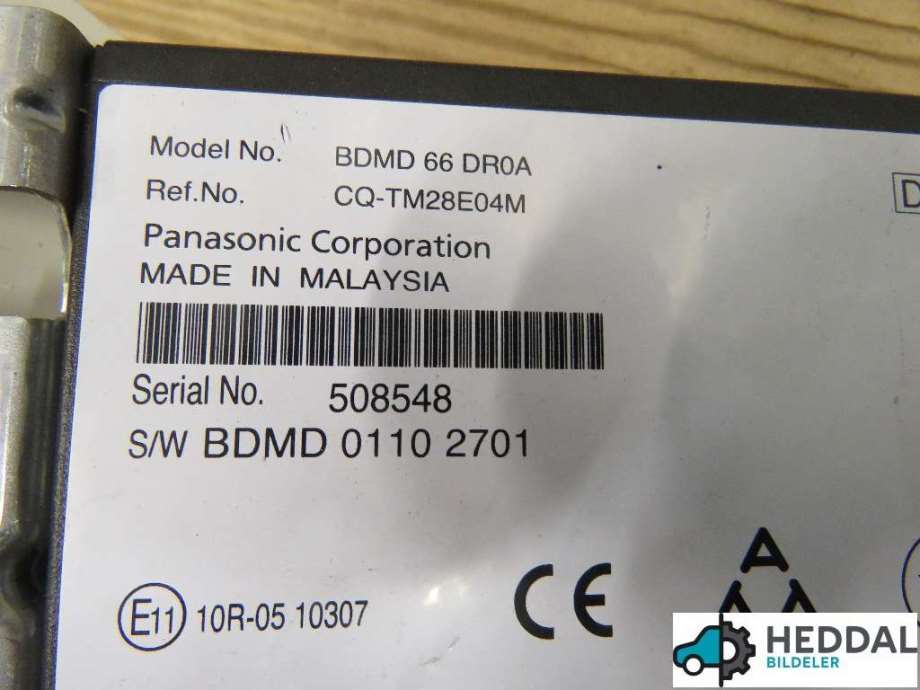 Model No. BDMD 66 DR0A
Ref.No. CQ-TM28E04M
Panasonic Corporation
MADE IN MALAYSIA
Serial No. 508548
S/W BDMD 0110 2701
E11 10R-05 10307
CE
A
HEDDAL
BILDELER